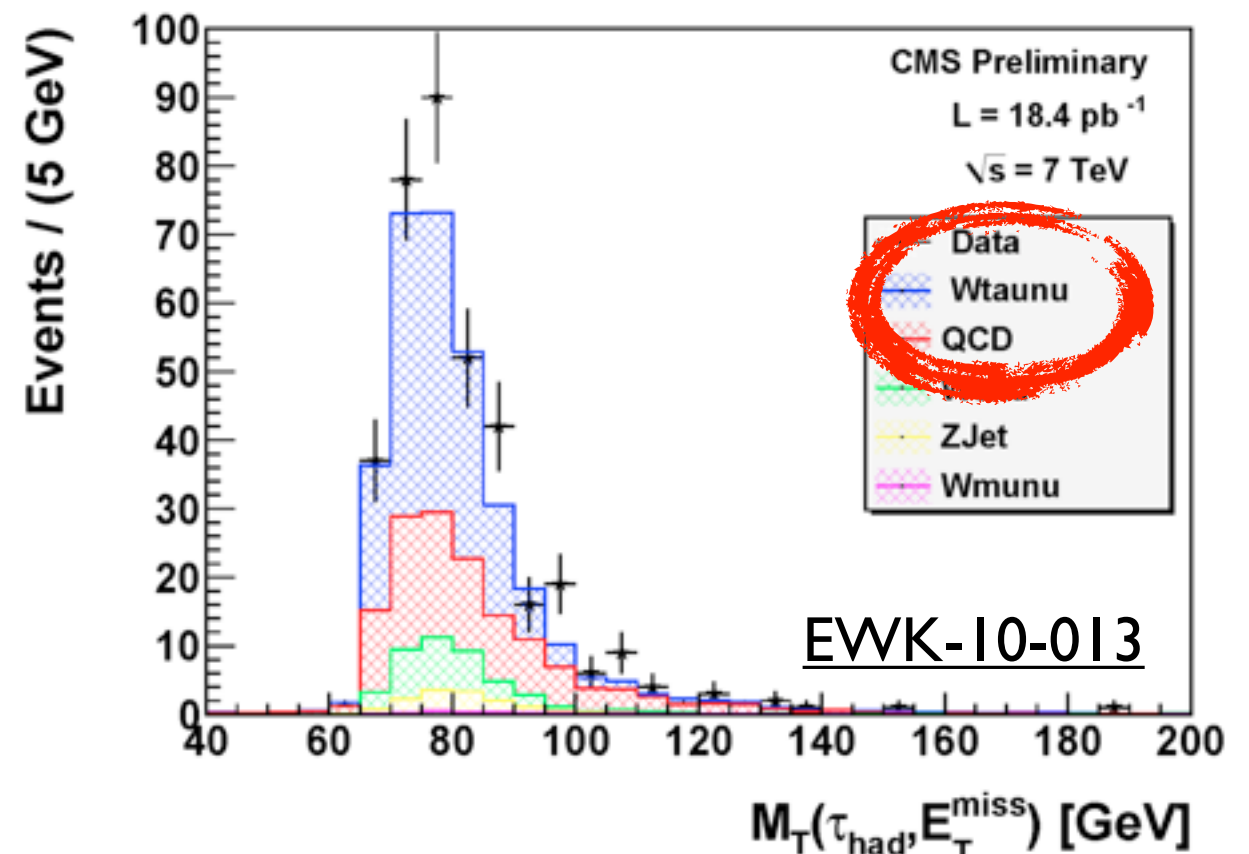 Events / (5 GeV)
100
90
80
70
60
50
40
30
20
10
0
CMS Preliminary
L = 18.4 pb -1
√s = 7 TeV
Data
Wtaunu
QCD
ZJet
Wmunu
EWK-10-013
40 60 80 100 120 140 160 180 200
M_T(τ_had, E_T^miss) [GeV]